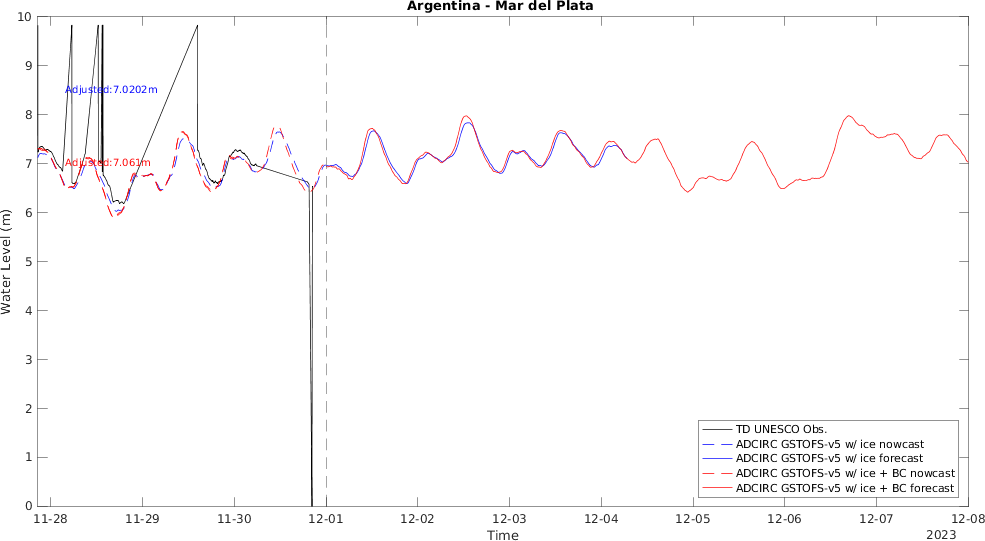 Argentina - Mar del Plata
10
9
8
7
6
5
4
3
2
1
0
Water Level (m)
Adjusted:7.0202m
Adjusted:7.061m
TD UNESCO Obs.
ADCIRC GSTOFS-v5 w/ ice nowcast
ADCIRC GSTOFS-v5 w/ ice forecast
ADCIRC GSTOFS-v5 w/ ice + BC nowcast
ADCIRC GSTOFS-v5 w/ ice + BC forecast
11-28 11-29 11-30 12-01 12-02 12-03 12-04 12-05 12-06 12-07 12-08
Time
2023